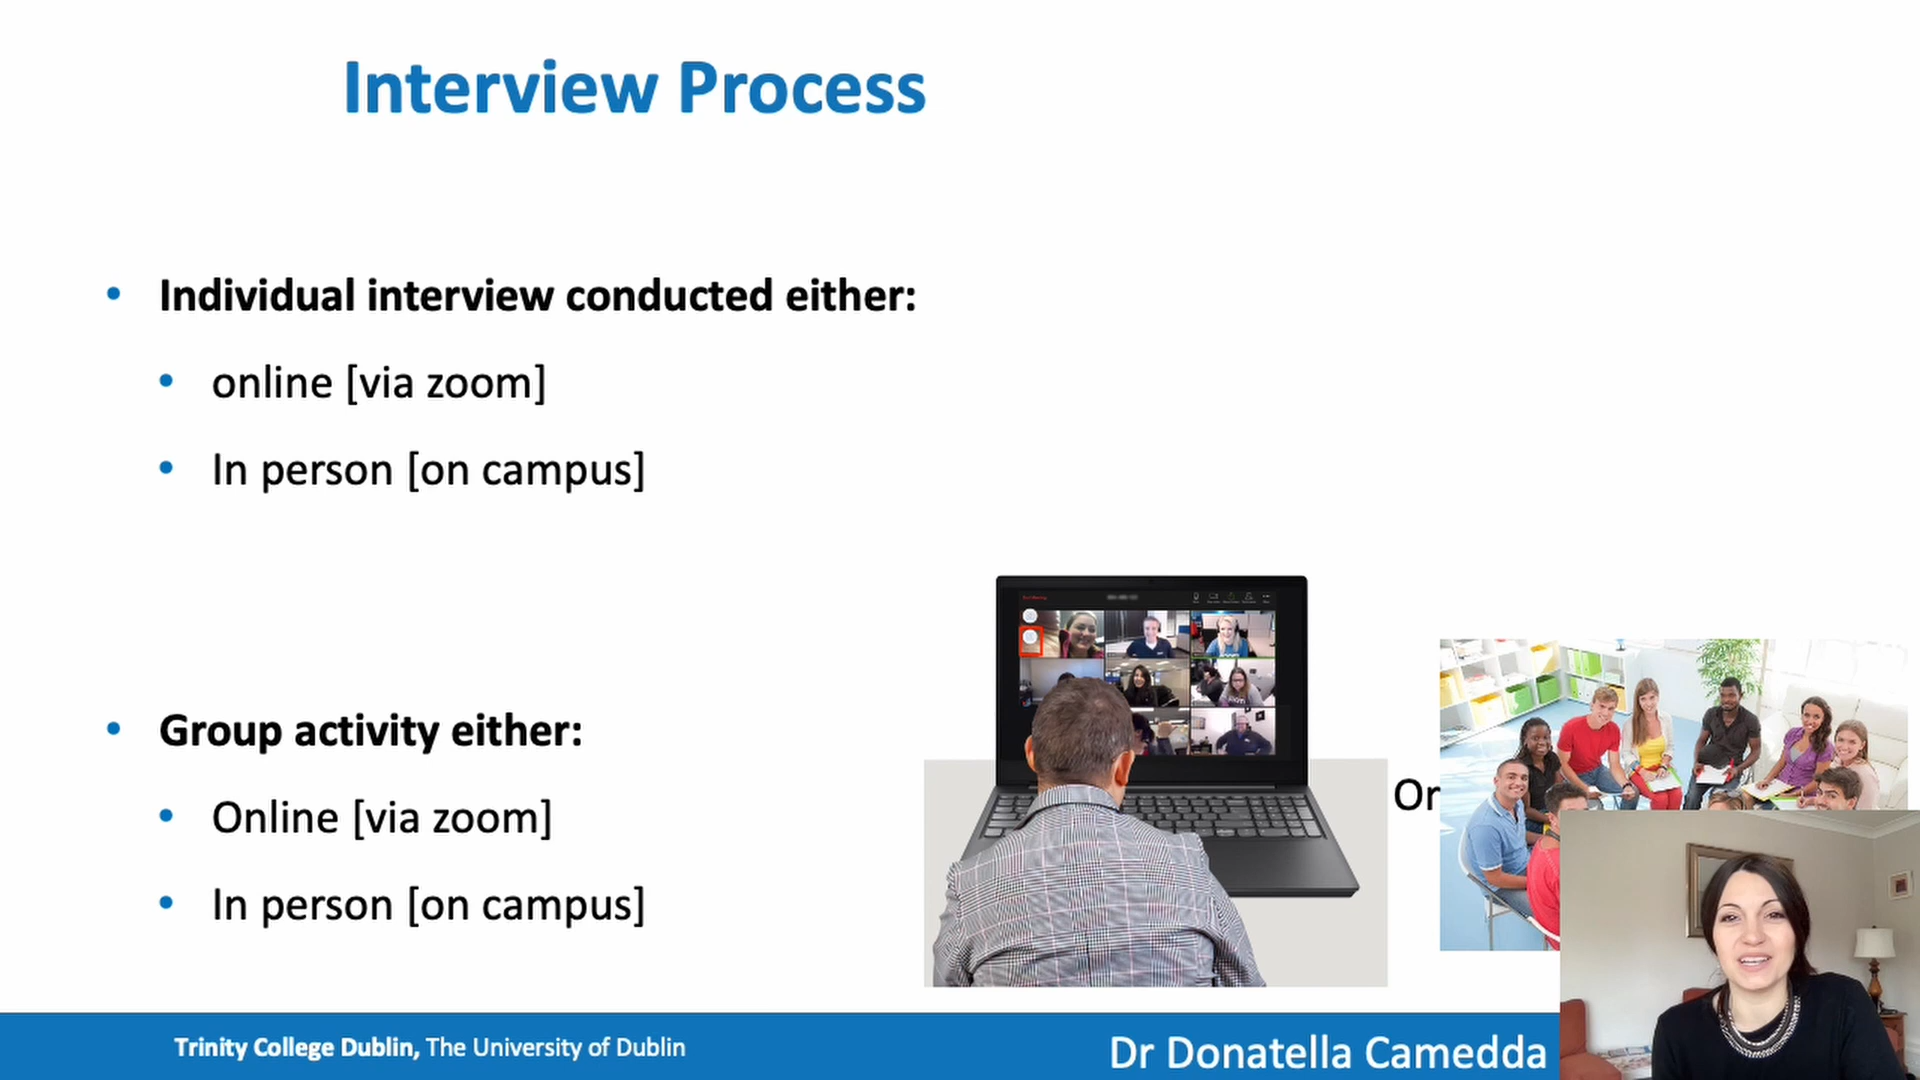 Interview Process
• Individual interview conducted either:
• online [via zoom]
• In person [on campus]
• Group activity either:
• Online [via zoom]
• In person [on campus]
Or
Trinity College Dublin, The University of Dublin
Dr Donatella Camedda